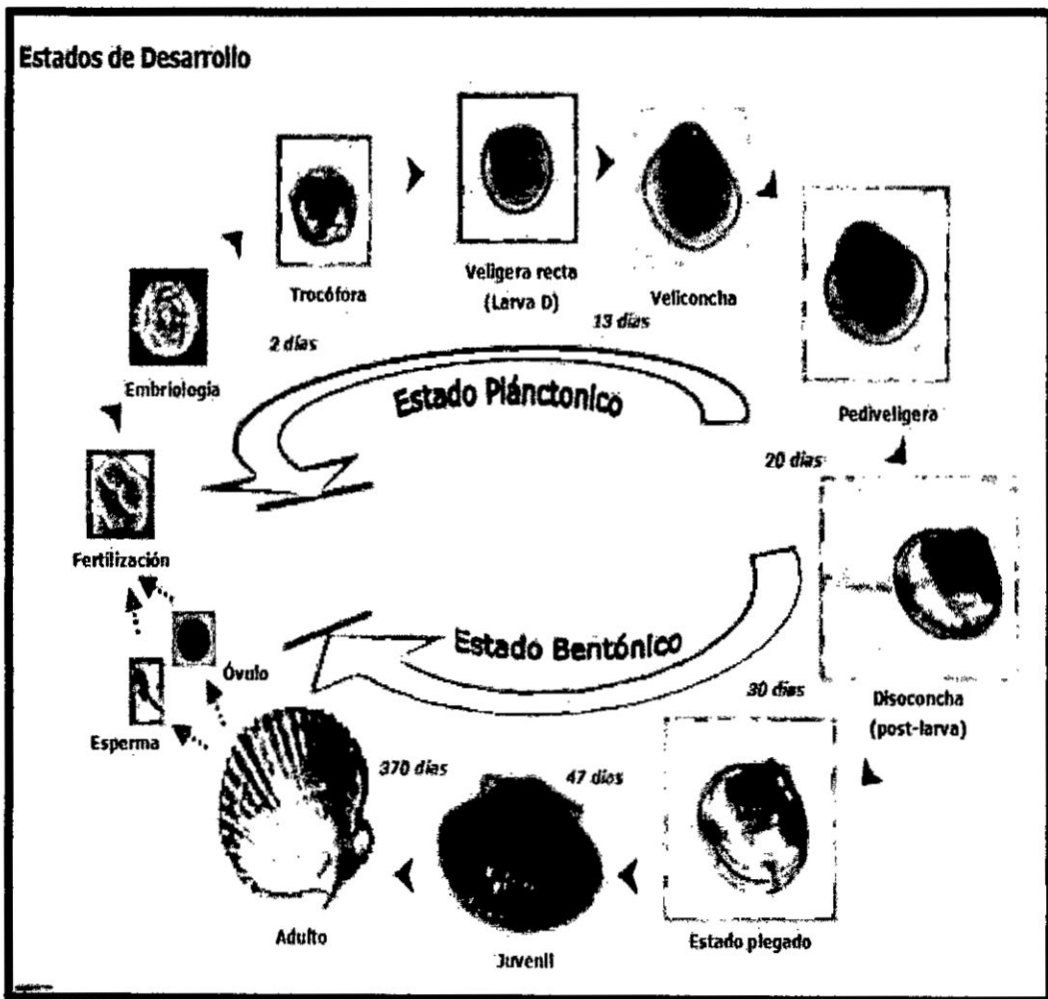 Estados de Desarrollo
Trocófora
Veligera recta
(Larva D)
Veliconcha
Pediveligera
2 días
13 días
Embriologia
Estado Plánctonico
20 días
Fertilización
Estado Bentónico
Óvulo
Esperma
30 días
Disoconcha
(post-larva)
370 días
47 días
Adulto
Juvenil
Estado plegado